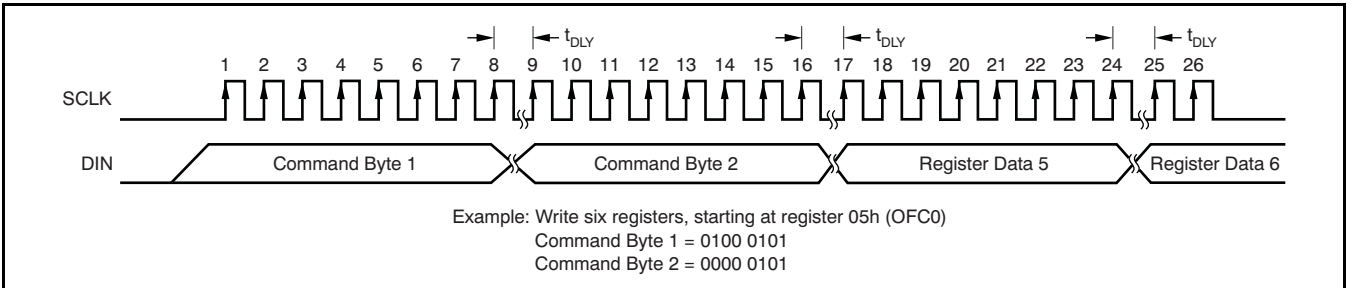 t_DLY t_DLY t_DLY
1 2 3 4 5 6 7 8 9 10 11 12 13 14 15 16 17 18 19 20 21 22 23 24 25 26
SCLK
DIN Command Byte 1 Command Byte 2 Register Data 5 Register Data 6
Example: Write six registers, starting at register 05h (OFC0)
Command Byte 1 = 0100 0101
Command Byte 2 = 0000 0101